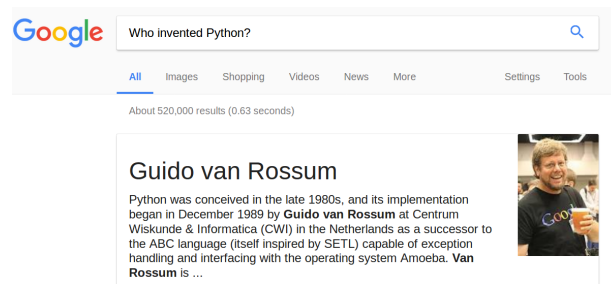 Google
Who invented Python?
All Images Shopping Videos News More Settings Tools
About 520,000 results (0.63 seconds)
Guido van Rossum
Python was conceived in the late 1980s, and its implementation
began in December 1989 by Guido van Rossum at Centrum
Wiskunde & Informatica (CWI) in the Netherlands as a successor to
the ABC language (itself inspired by SETL) capable of exception
handling and interfacing with the operating system Amoeba. Van
Rossum is ...
Goo